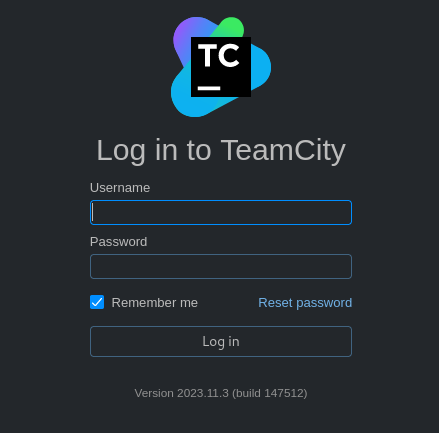 TC
Log in to TeamCity
Username
Password
Remember me Reset password
Log in
Version 2023.11.3 (build 147512)